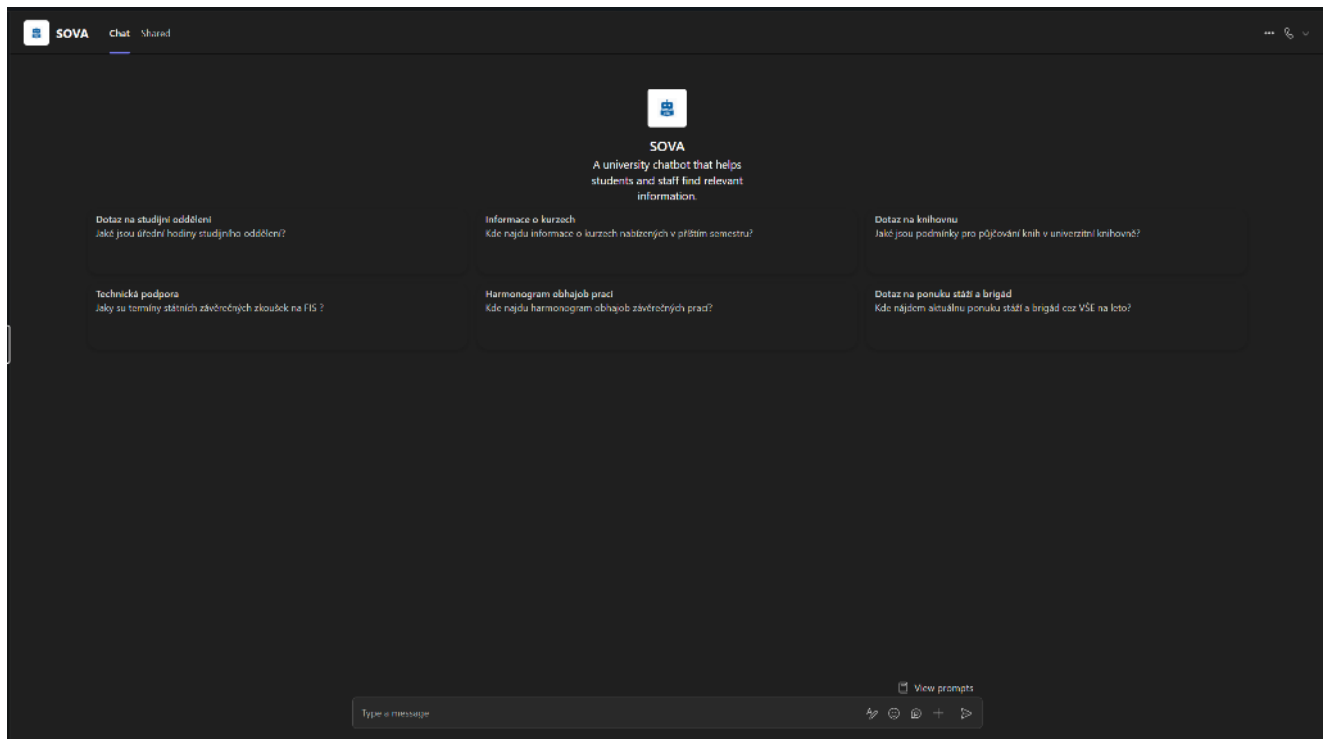 SOVA Chat Shared
SOVA
A university chatbot that helps
students and staff find relevant
information.
Dotaz na studijní oddělení
Jaké jsou úřední hodiny studijního oddělení?
Informace o kurzech
Kde najdu informace o kurzech nabízených v příštím semestru?
Dotaz na knihovnu
Jaké jsou podmínky pro půjčování knih v univerzitní knihovně?
Technická podpora
Jaky su termíny státních závěrečných zkoušek na FIS ?
Harmonogram obhajob prací
Kde najdu harmonogram obhajob závěrečných prací?
Dotaz na ponuku stáží a brigád
Kde nájdem aktuálnu ponuku stáží a brigád cez VŠE na leto?
View prompts
Type a message